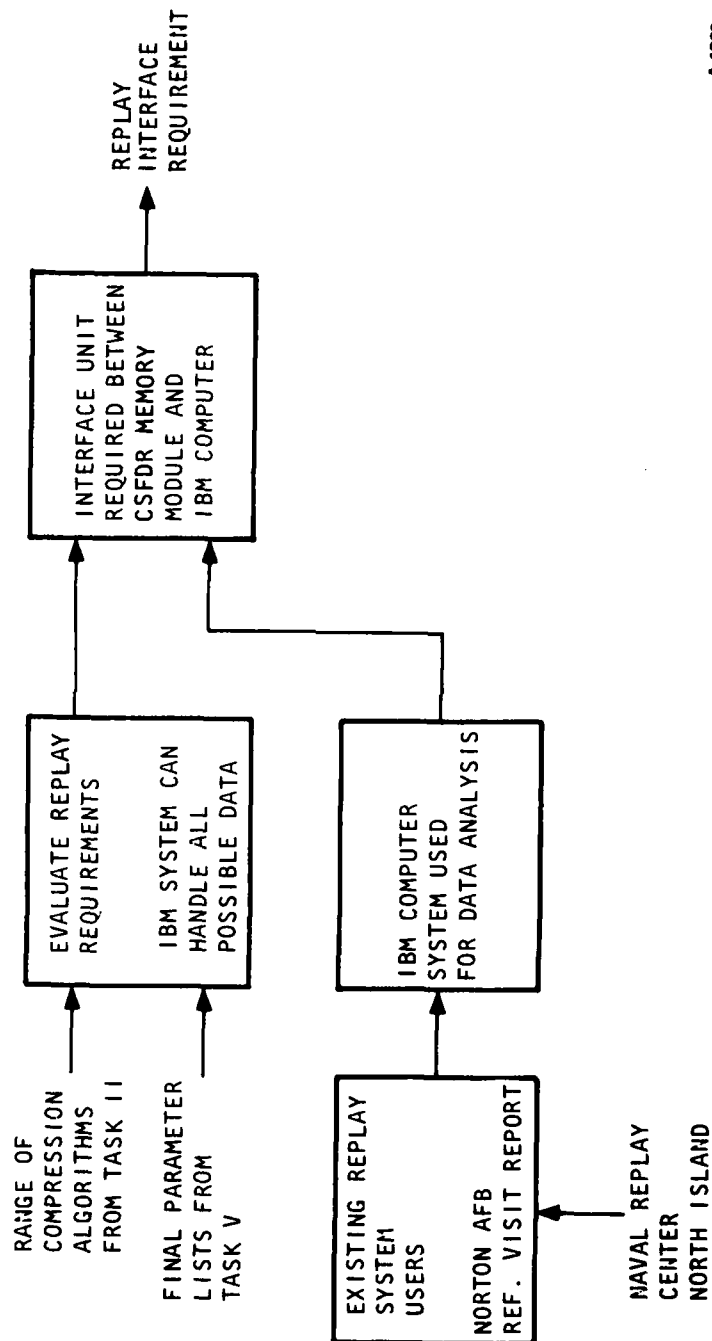 RANGE OF
COMPRESSION
ALGORITHMS
FROM TASK II
FINAL PARAMETER
LISTS FROM
TASK V
EVALUATE REPLAY
REQUIREMENTS
IBM SYSTEM CAN
HANDLE ALL
POSSIBLE DATA
INTERFACE UNIT
REQUIRED BETWEEN
CSFDR MEMORY
MODULE AND
IBM COMPUTER
REPLAY
INTERFACE
REQUIREMENT
EXISTING REPLAY
SYSTEM
USERS
NORTON AFB
REF. VISIT REPORT
IBM COMPUTER
SYSTEM USED
FOR DATA ANALYSIS
NAVAL REPLAY
CENTER
NORTH ISLAND